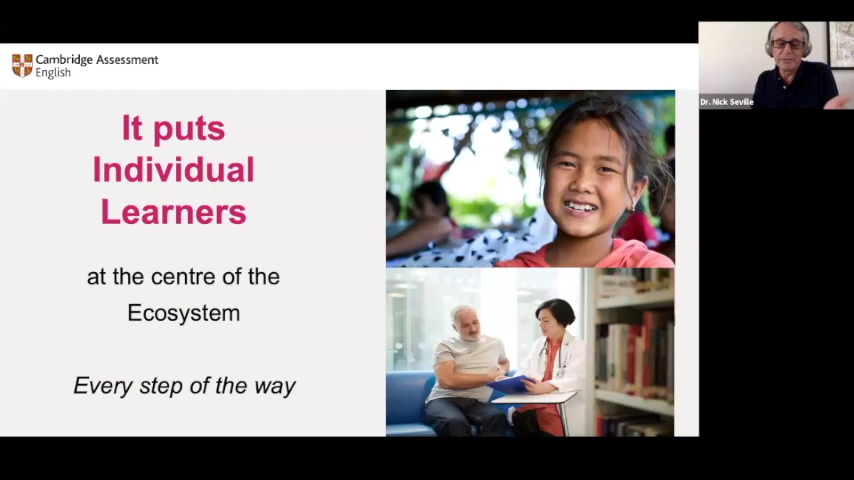 Cambridge Assessment
English
It puts
Individual
Learners
at the centre of the
Ecosystem
Every step of the way
Dr. Nick Seville